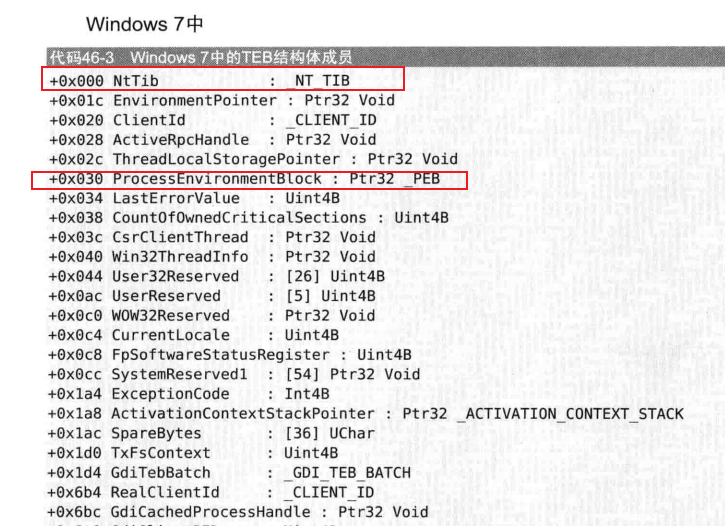 Windows 7中
代码46-3 Windows 7中的TEB结构体成员
+0x000 NtTib : _NT_TIB
+0x01c EnvironmentPointer : Ptr32 Void
+0x020 ClientId : _CLIENT_ID
+0x028 ActiveRpcHandle : Ptr32 Void
+0x02c ThreadLocalStoragePointer : Ptr32 Void
+0x030 ProcessEnvironmentBlock : Ptr32 _PEB
+0x034 LastErrorValue : Uint4B
+0x038 CountOfOwnedCriticalSections : Uint4B
+0x03c CsrClientThread : Ptr32 Void
+0x040 Win32ThreadInfo : Ptr32 Void
+0x044 User32Reserved : [26] Uint4B
+0x0ac UserReserved : [5] Uint4B
+0x0c0 WOW32Reserved : Ptr32 Void
+0x0c4 CurrentLocale : Uint4B
+0x0c8 FpSoftwareStatusRegister : Uint4B
+0x0cc SystemReserved1 : [54] Ptr32 Void
+0x1a4 ExceptionCode : Int4B
+0x1a8 ActivationContextStackPointer : Ptr32 _ACTIVATION_CONTEXT_STACK
+0x1ac SpareBytes : [36] UChar
+0x1d0 TxFsContext : Uint4B
+0x1d4 GdiTebBatch : _GDI_TEB_BATCH
+0x6b4 RealClientId : _CLIENT_ID
+0x6bc GdiCachedProcessHandle : Ptr32 Void